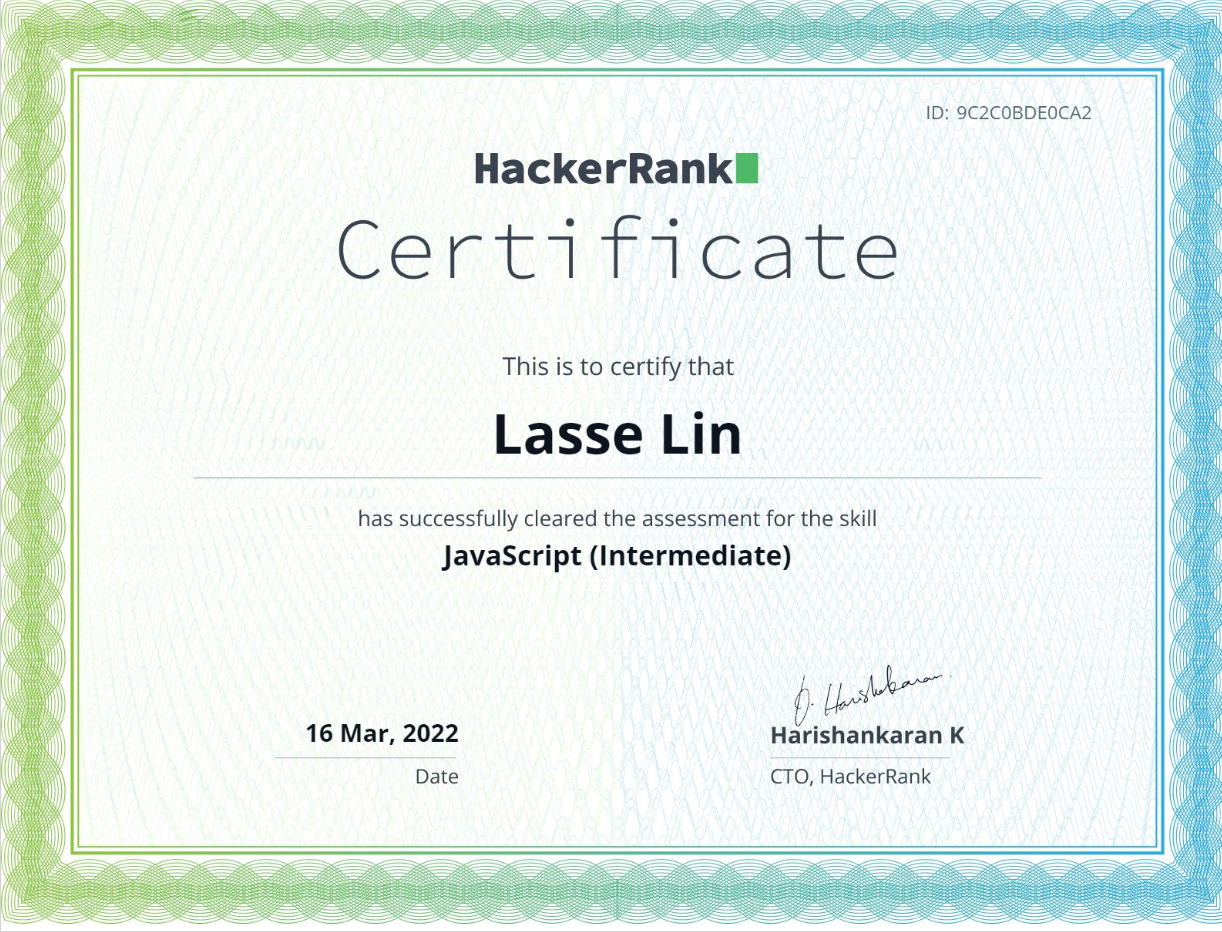 ID: 9C2C0BDE0CA2
HackerRank
Certificate
This is to certify that
Lasse Lin
has successfully cleared the assessment for the skill
JavaScript (Intermediate)
16 Mar, 2022
Date
Harishankaran K
CTO, HackerRank